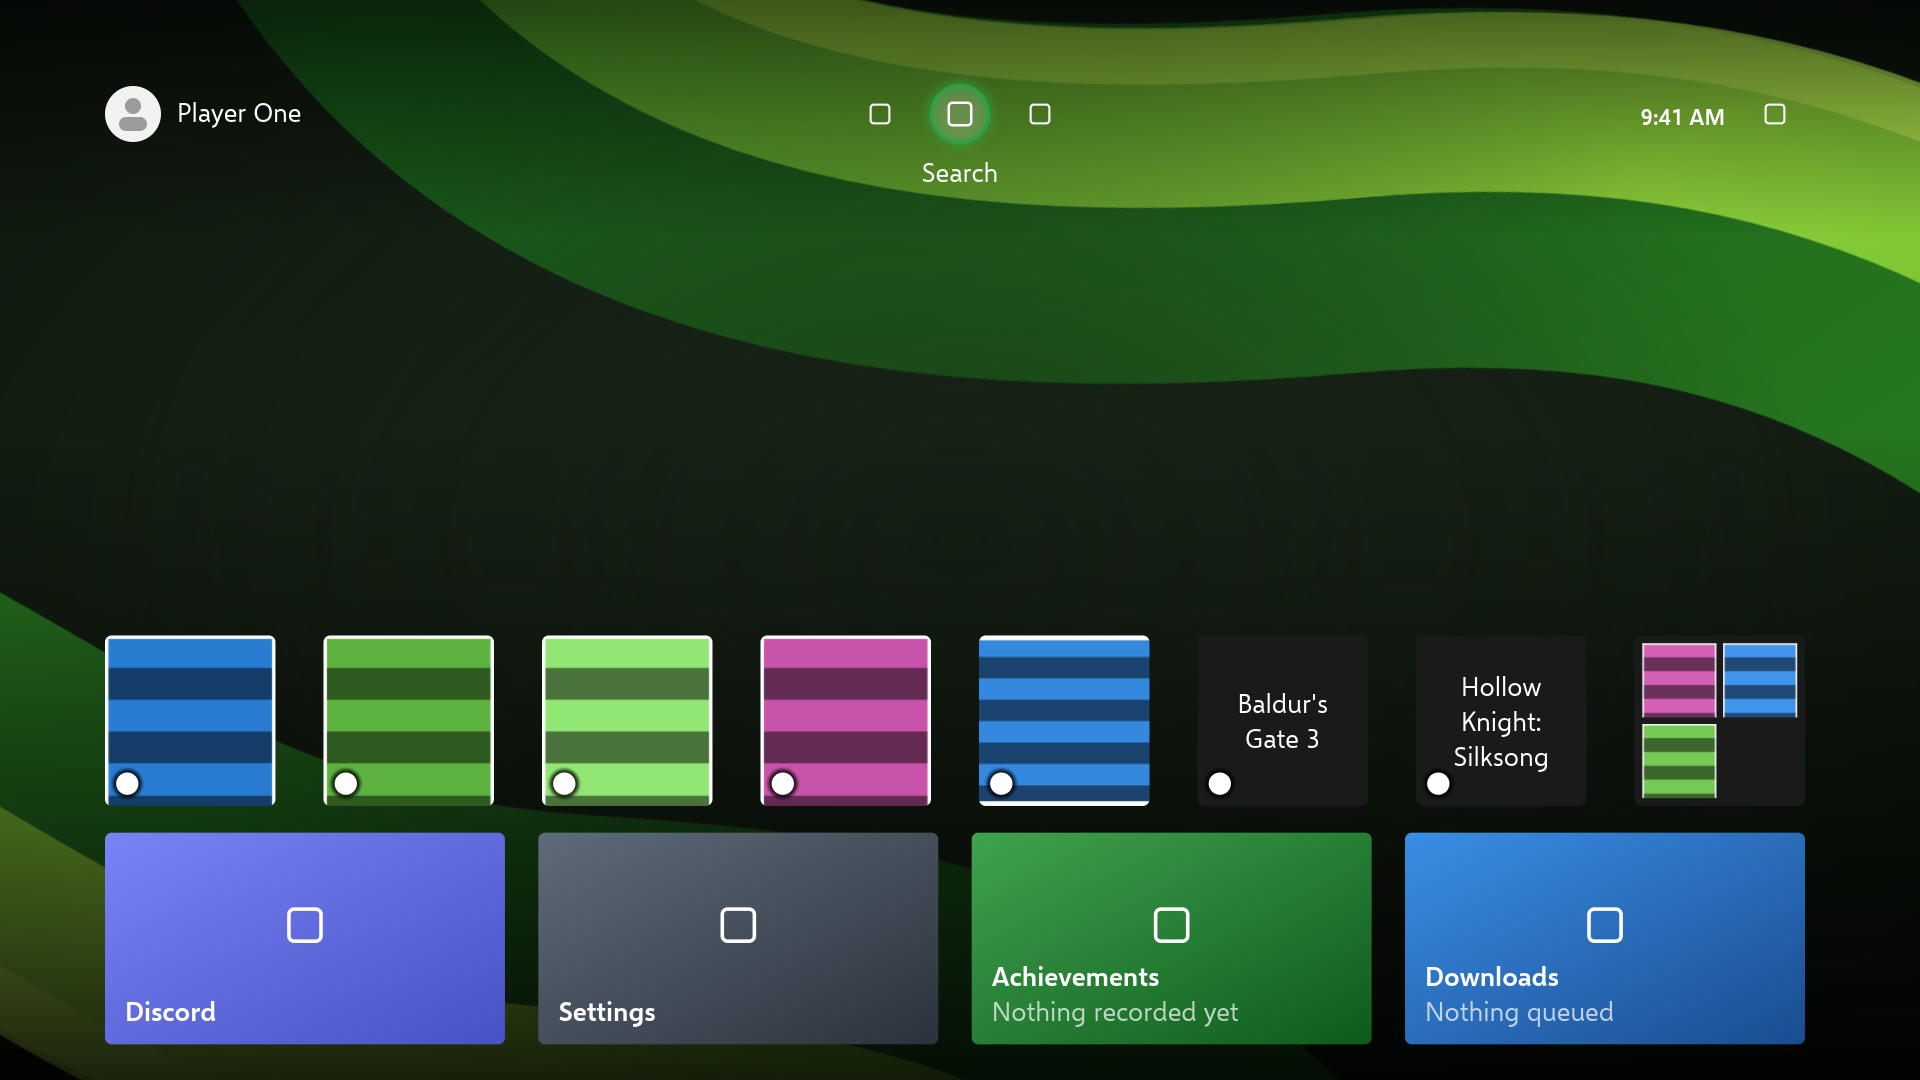 Player One
9:41 AM
Search
Baldur's
Gate 3
Hollow
Knight:
Silksong
Discord
Settings
Achievements
Nothing recorded yet
Downloads
Nothing queued